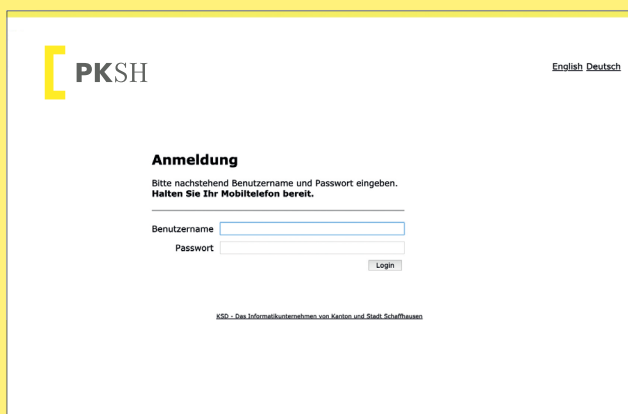 PKSH
English Deutsch
Anmeldung
Bitte nachstehend Benutzername und Passwort eingeben.
Halten Sie Ihr Mobiltelefon bereit.
Benutzername
Passwort
Login
KSD - Das Informatikunternehmen von Kanton und Stadt Schaffhausen